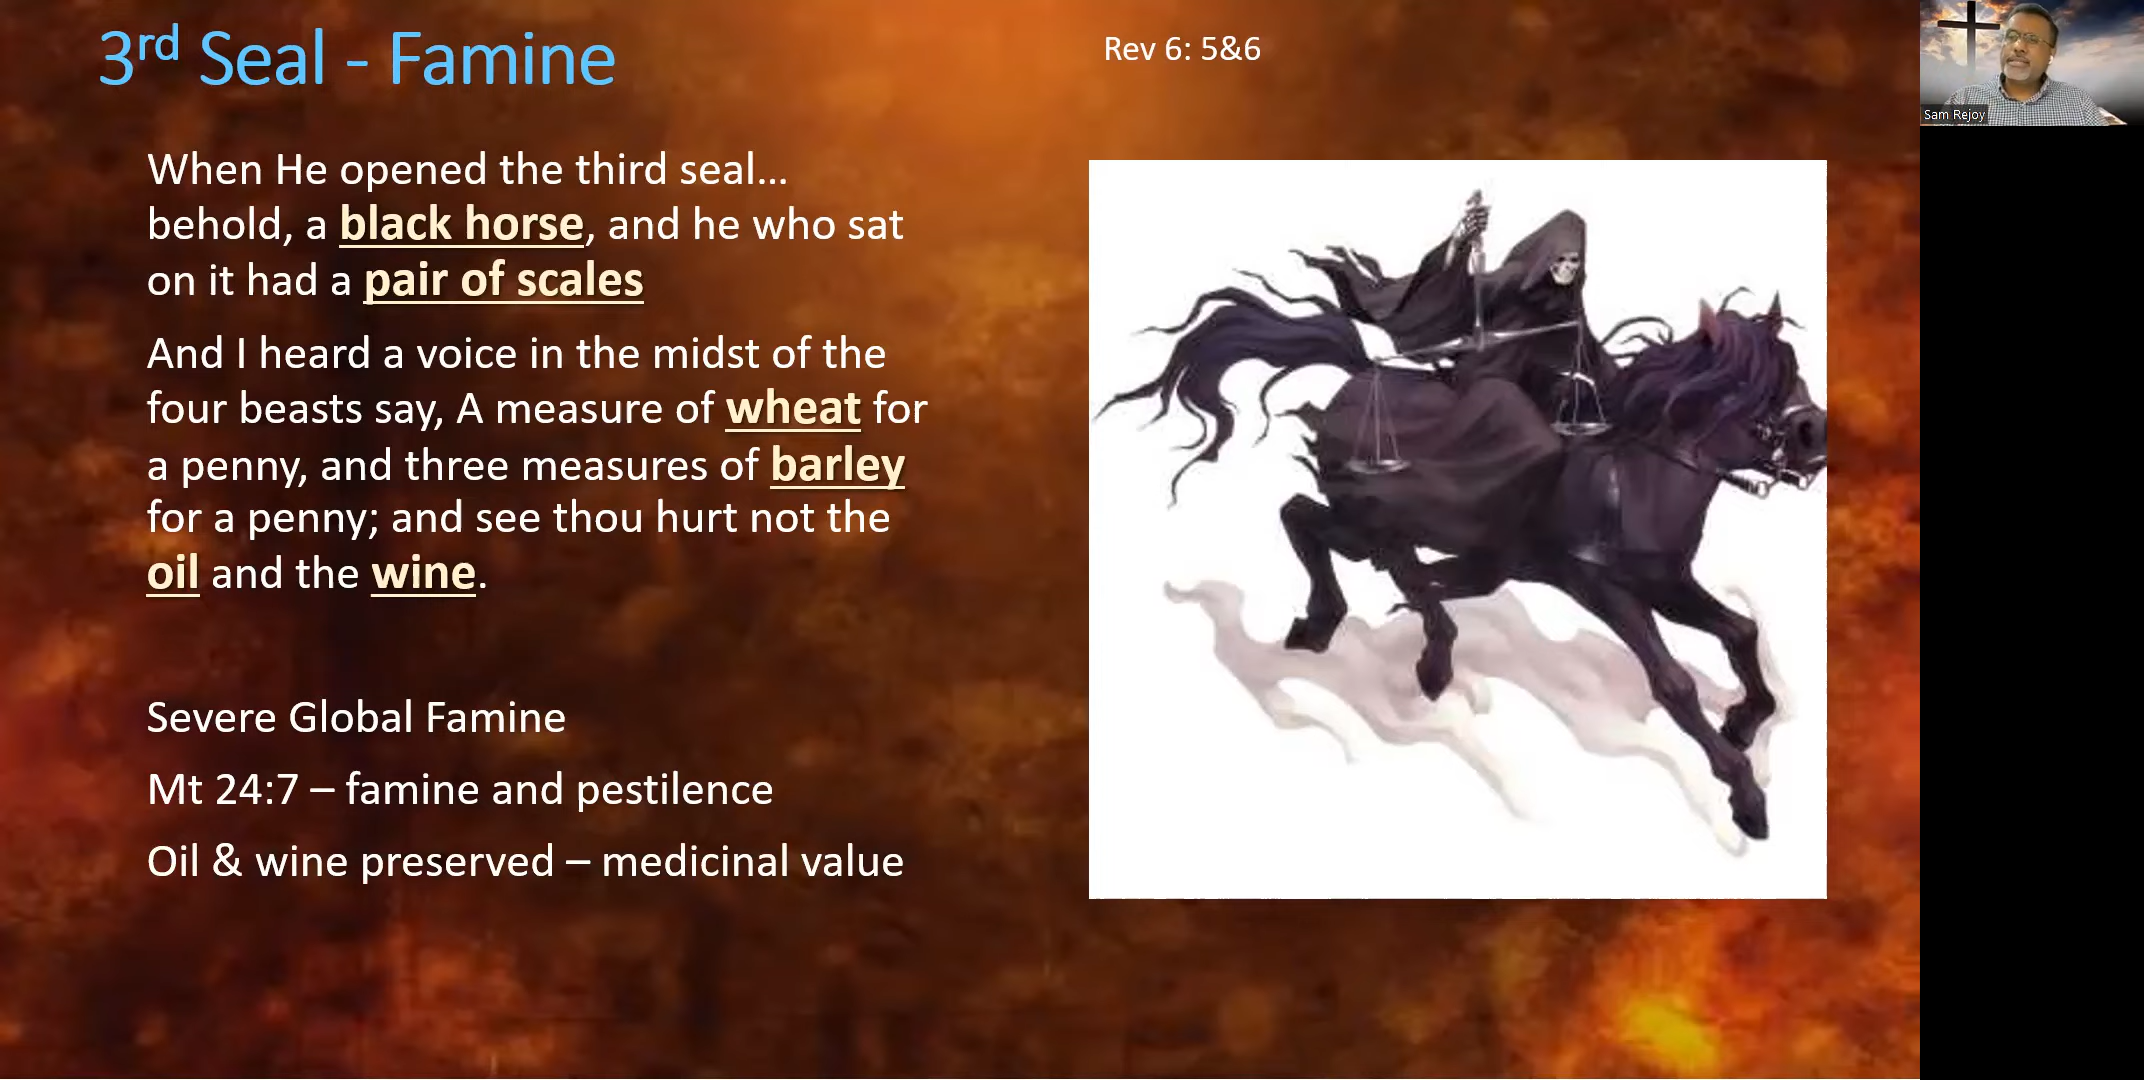 3rd Seal - Famine
Rev 6: 5&6
When He opened the third seal...
behold, a black horse, and he who sat
on it had a pair of scales
And I heard a voice in the midst of the
four beasts say, A measure of wheat for
a penny, and three measures of barley
for a penny; and see thou hurt not the
oil and the wine.
Severe Global Famine
Mt 24:7 – famine and pestilence
Oil & wine preserved – medicinal value
Sam Rejoy